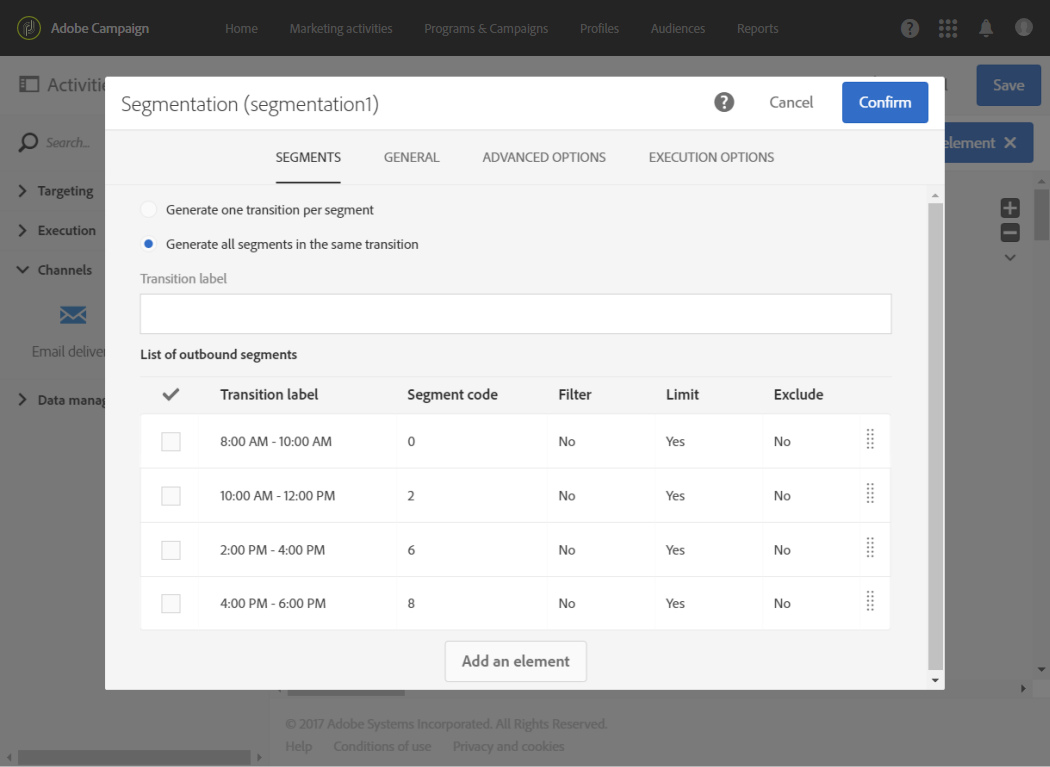 Adobe Campaign Home Marketing activities Programs & Campaigns Profiles Audiences Reports
Activitie
Save
Segmentation (segmentation1) Cancel Confirm
Search...
element
SEGMENTS GENERAL ADVANCED OPTIONS EXECUTION OPTIONS
Targeting
Execution
Channels
Email deliver
Data manag
Generate one transition per segment
Generate all segments in the same transition
Transition label
List of outbound segments
Transition label Segment code Filter Limit Exclude
8:00 AM - 10:00 AM 0 No Yes No
10:00 AM - 12:00 PM 2 No Yes No
2:00 PM - 4:00 PM 6 No Yes No
4:00 PM - 6:00 PM 8 No Yes No
Add an element
© 2017 Adobe Systems Incorporated. All Rights Reserved.
Help Conditions of use Privacy and cookies